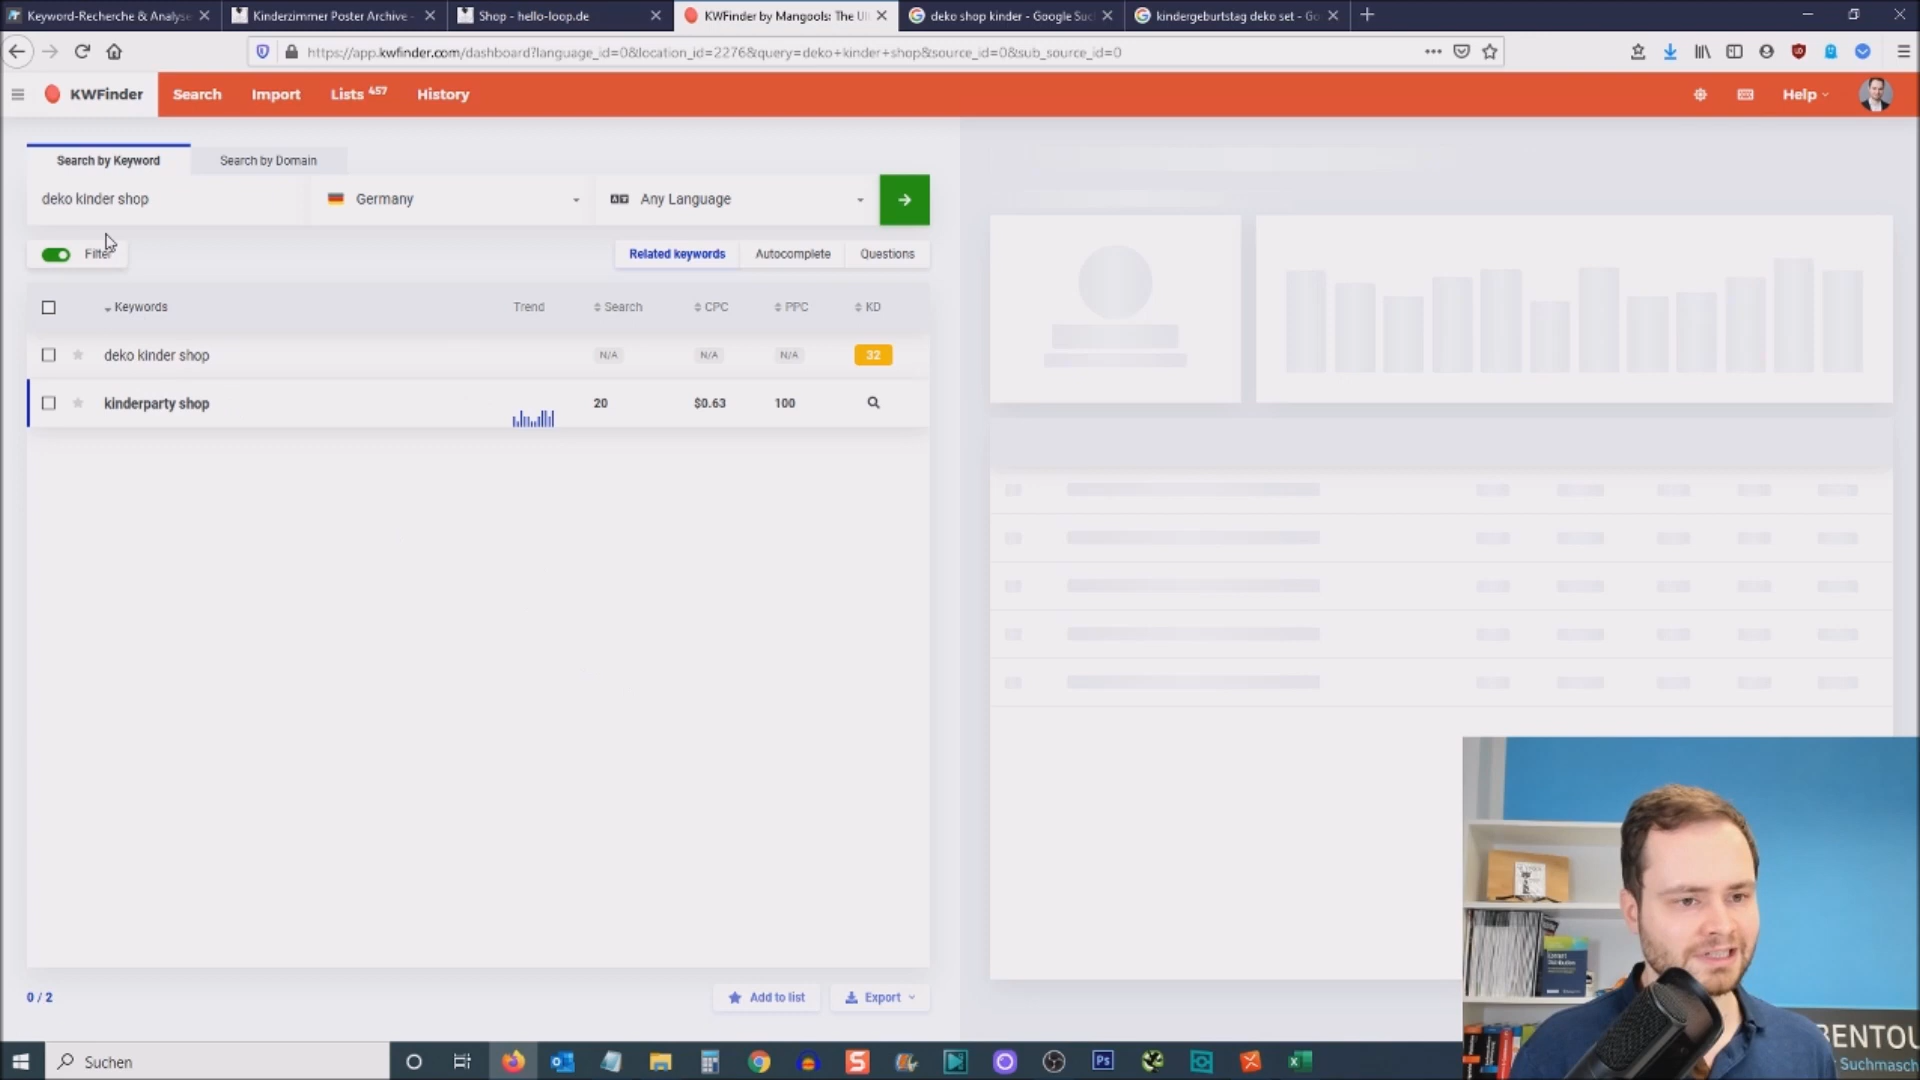 Keyword-Recherche & Analyse
Kinderzimmer Poster Archive -
Shop - hello-loop.de
KWFinder by Mangools: The Ul
deko shop kinder - Google Suc
kindergeburtstag deko set - Go
https://app.kwfinder.com/dashboard?language_id=0&location_id=2276&query=deko+kinder+shop&source_id=0&sub_source_id=0
KWFinder
Search
Import
Lists 457
History
Help
Search by Keyword
Search by Domain
deko kinder shop
Germany
Any Language
Filter
Related keywords
Autocomplete
Questions
Keywords
Trend
Search
CPC
PPC
KD
deko kinder shop
N/A
N/A
N/A
32
kinderparty shop
20
$0.63
100
0 / 2
Add to list
Export
BENTOU
Suchmasch
Suchen